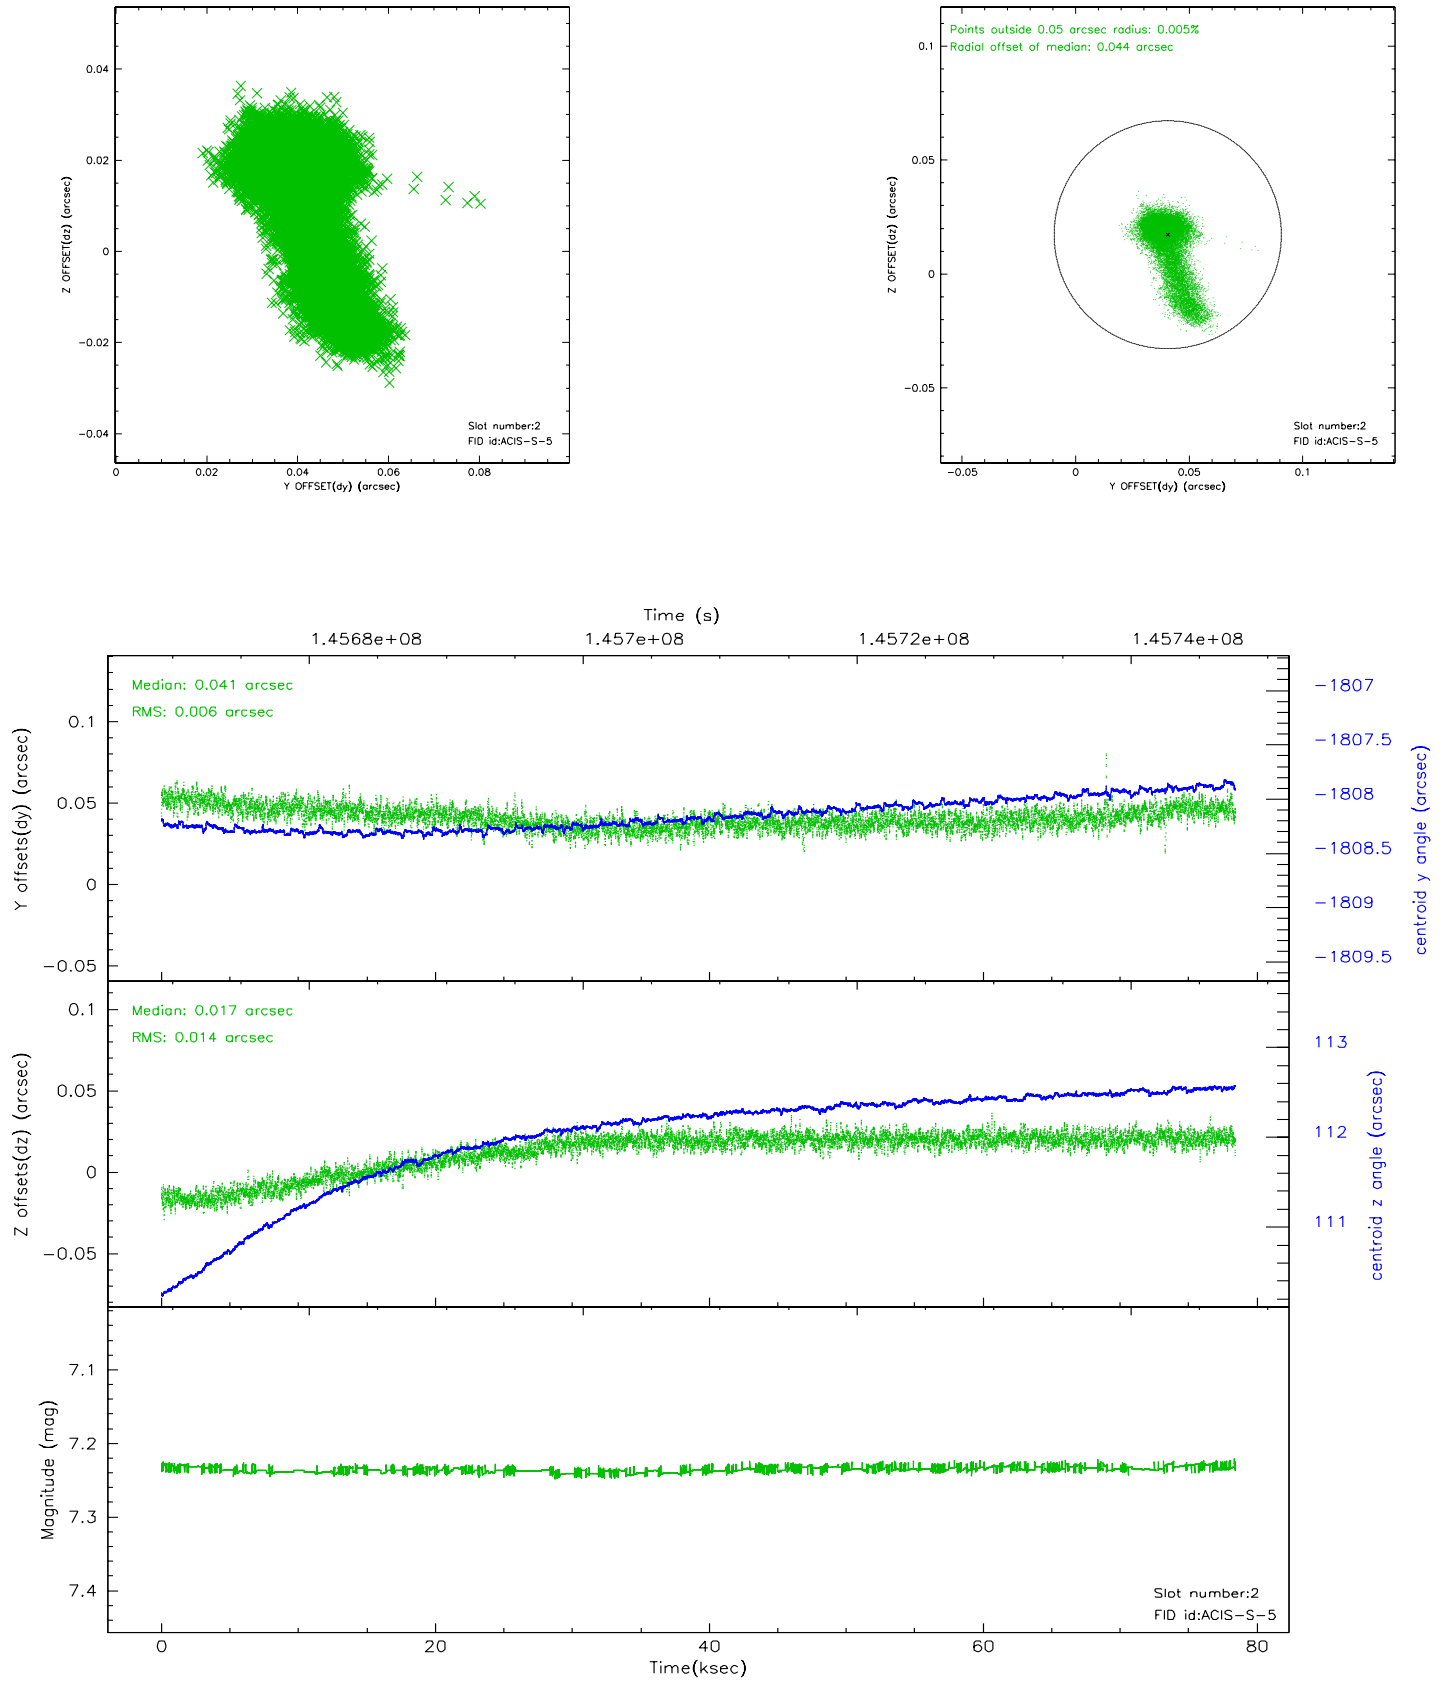 0.04
0.02
0
-0.02
-0.04
Z OFFSET(dz) (arcsec)
Slot number:2
FID id:ACIS-S-5
0 0.02 0.04 0.06 0.08
Y OFFSET(dy) (arcsec)
Points outside 0.05 arcsec radius: 0.005%
Radial offset of median: 0.044 arcsec
0.1
0.05
0
-0.05
Z OFFSET(dz) (arcsec)
Slot number:2
FID id:ACIS-S-5
-0.05 0 0.05 0.1
Y OFFSET(dy) (arcsec)
Time (s)
1.4568e+08 1.457e+08 1.4572e+08 1.4574e+08
Median: 0.041 arcsec
RMS: 0.006 arcsec
0.1
0.05
0
-0.05
Y offsets(dy) (arcsec)
-1807
-1807.5
-1808
-1808.5
-1809
-1809.5
centroid y angle (arcsec)
Median: 0.017 arcsec
RMS: 0.014 arcsec
0.1
0.05
0
-0.05
Z offsets(dz) (arcsec)
113
112
111
centroid z angle (arcsec)
7.1
7.2
7.3
7.4
Magnitude (mag)
Slot number:2
FID id:ACIS-S-5
0 20 40 60 80
Time(ksec)